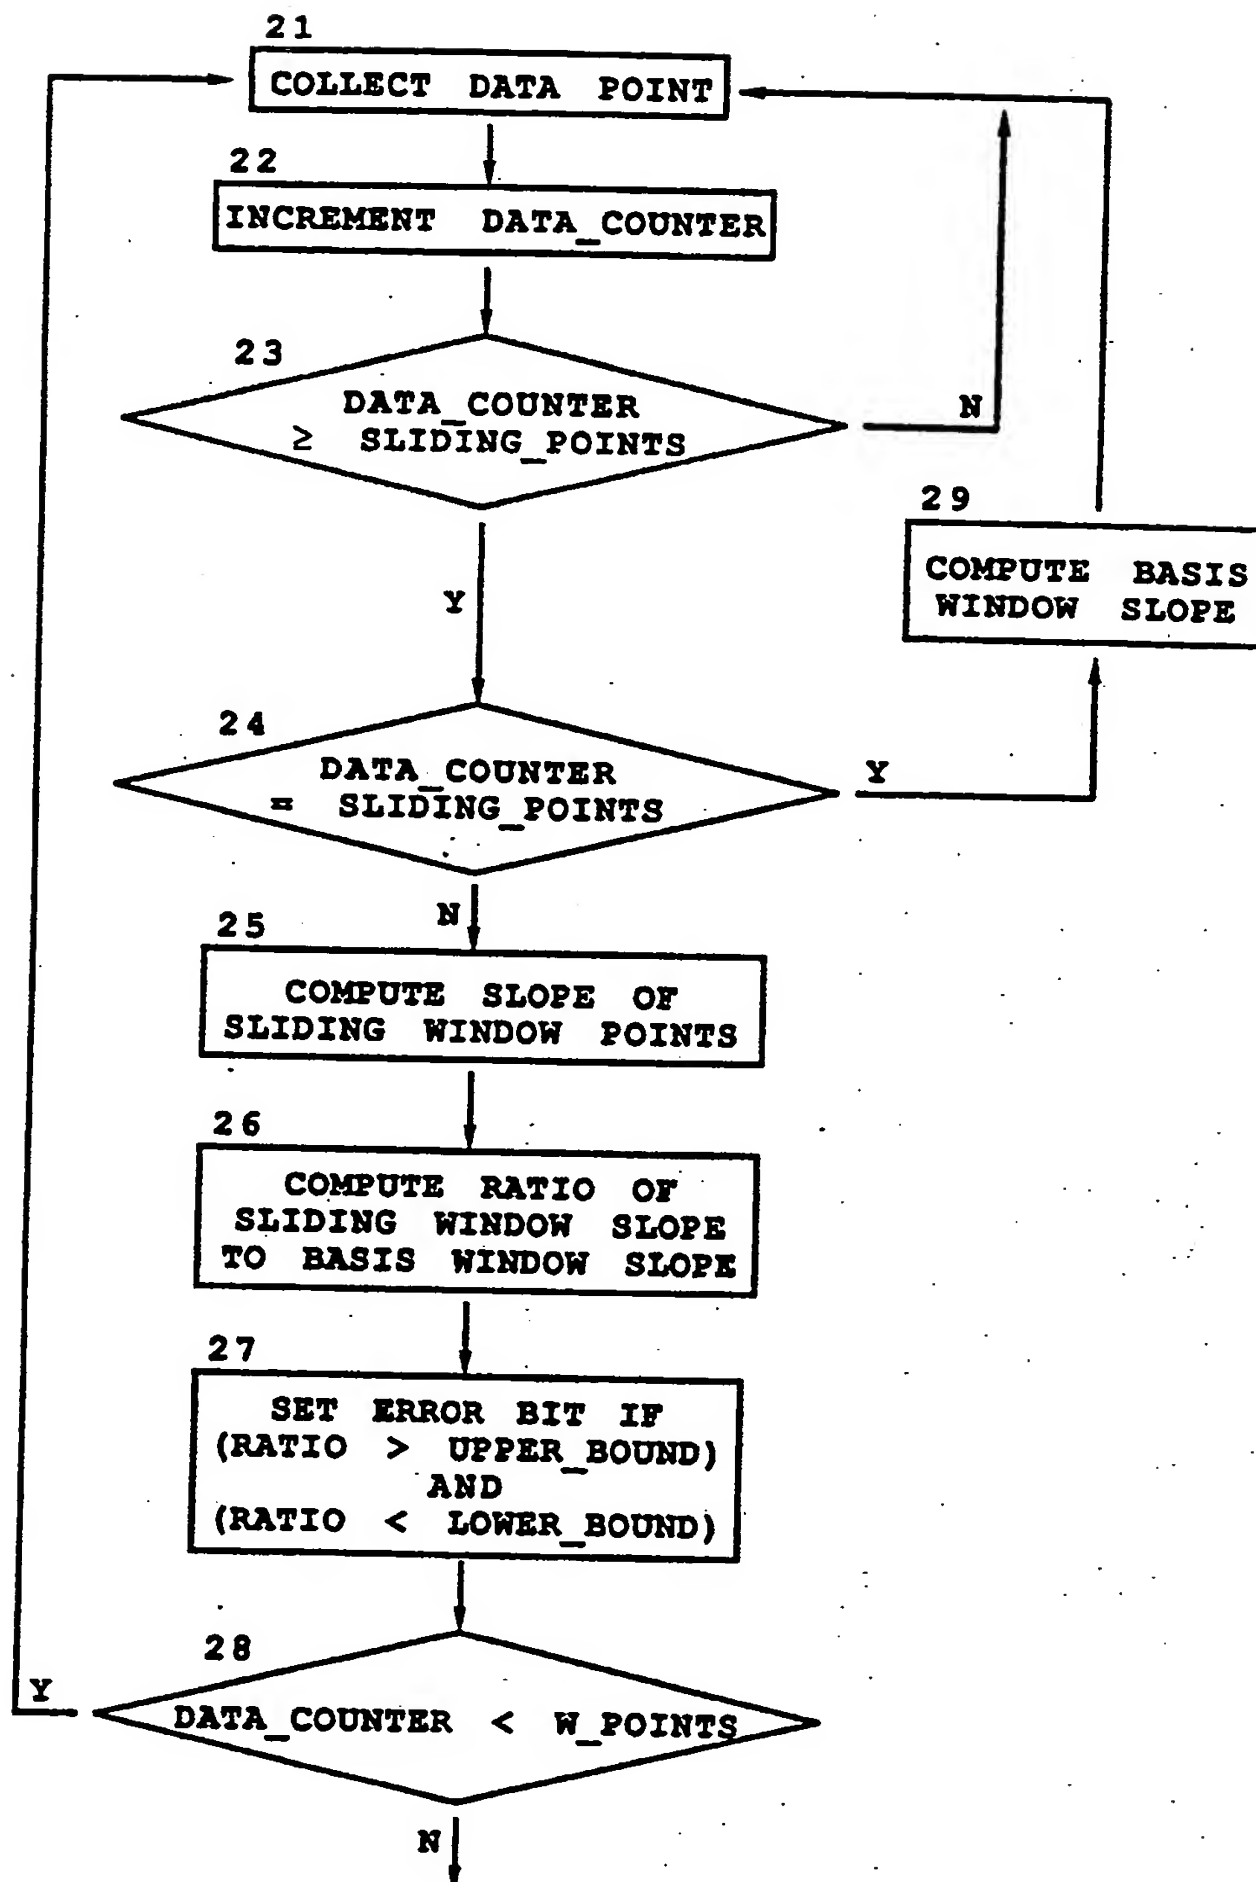 21
COLLECT DATA POINT
22
INCREMENT DATA_COUNTER
23
DATA_COUNTER
≥ SLIDING_POINTS
N
Y
29
COMPUTE BASIS
WINDOW SLOPE
24
DATA_COUNTER
= SLIDING_POINTS
Y
N
25
COMPUTE SLOPE OF
SLIDING WINDOW POINTS
26
COMPUTE RATIO OF
SLIDING WINDOW SLOPE
TO BASIS WINDOW SLOPE
27
SET ERROR BIT IF
(RATIO > UPPER_BOUND)
AND
(RATIO < LOWER_BOUND)
28
Y
DATA_COUNTER < W_POINTS
N